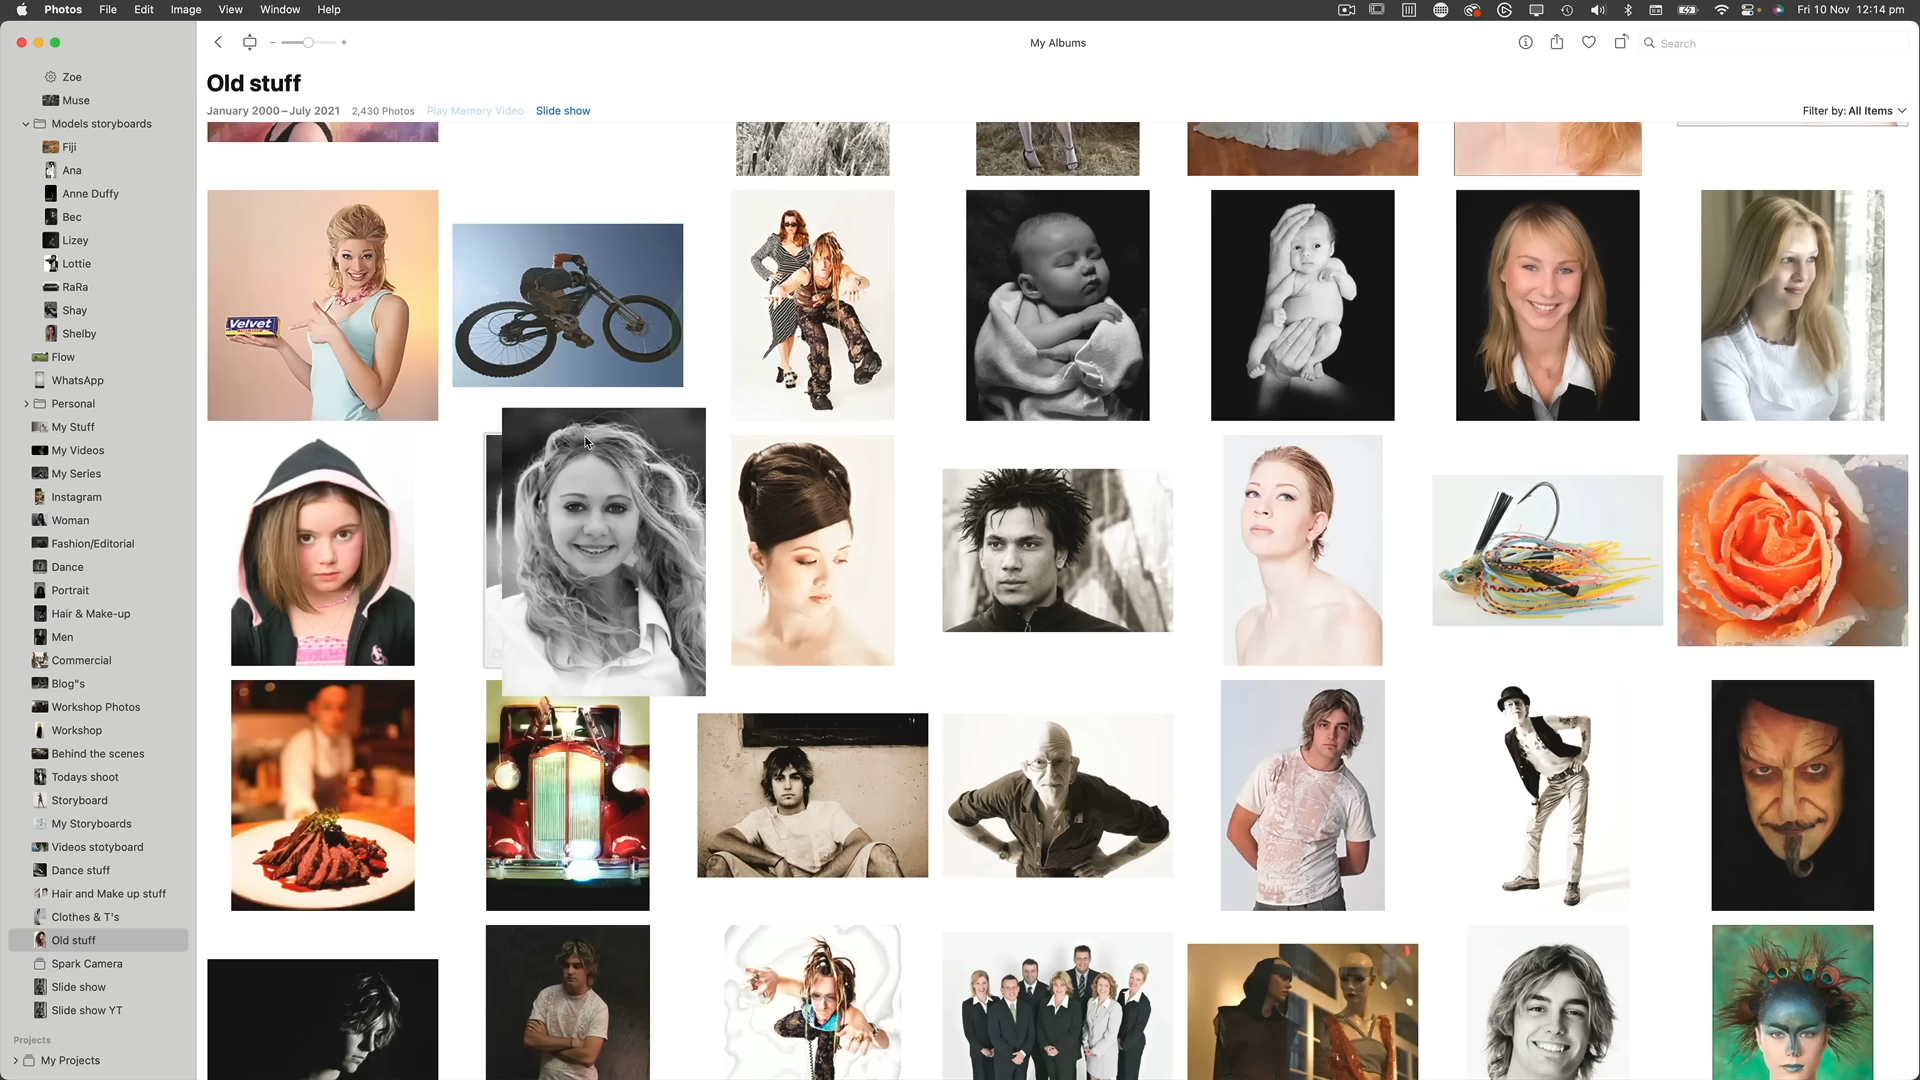 Photos File Edit Image View Window Help
Fri 10 Nov 12:14 pm
My Albums
Search
Old stuff
January 2000–July 2021 2,430 Photos Play Memory Video Slide show
Filter by: All Items
Zoe
Muse
Models storyboards
Fiji
Ana
Anne Duffy
Bec
Lizey
Lottie
RaRa
Shay
Shelby
Flow
WhatsApp
Personal
My Stuff
My Videos
My Series
Instagram
Woman
Fashion/Editorial
Dance
Portrait
Hair & Make-up
Men
Commercial
Blog"s
Workshop Photos
Workshop
Behind the scenes
Todays shoot
Storyboard
My Storyboards
Videos stotyboard
Dance stuff
Hair and Make up stuff
Clothes & T's
Old stuff
Spark Camera
Slide show
Slide show YT
Projects
My Projects
Velvet